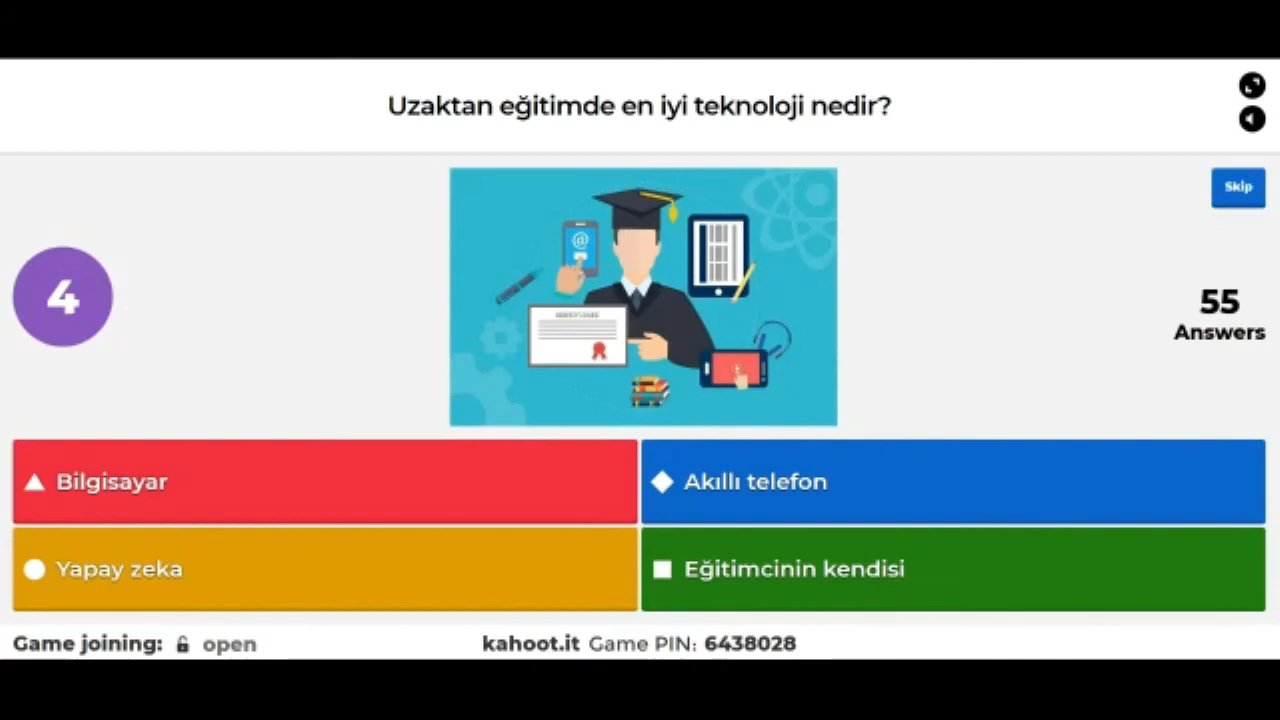 Uzaktan eğitimde en iyi teknoloji nedir?
Skip
4
55
Answers
Bilgisayar
Akıllı telefon
Yapay zeka
Eğitimcinin kendisi
Game joining: open
kahoot.it Game PIN: 6438028